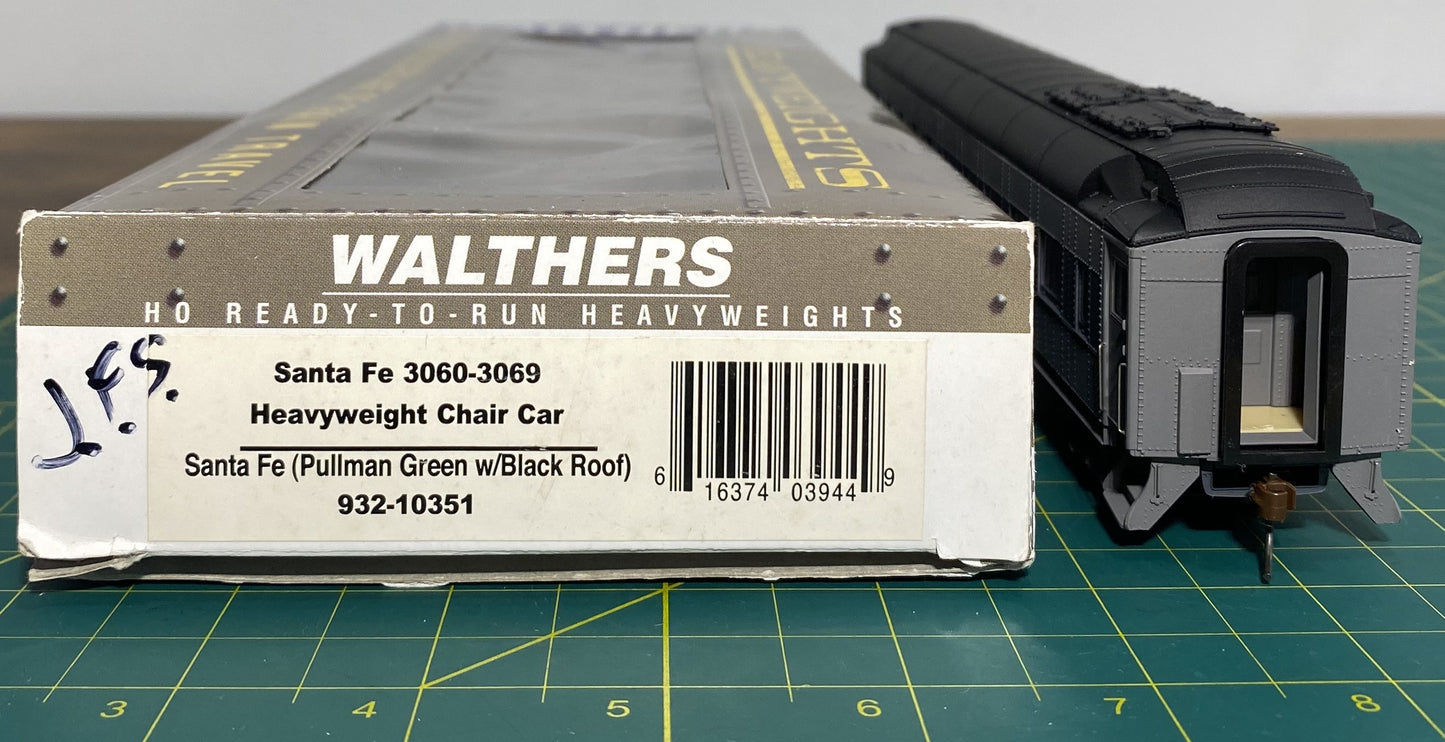 TRAVEL
WALTHERS
HO READY-TO-RUN HEAVYWEIGHTS
J.F.S.
Santa Fe 3060-3069
Heavyweight Chair Car
Santa Fe (Pullman Green w/Black Roof)
932-10351
6 16374 03944 9
3 4 5 6 7 8